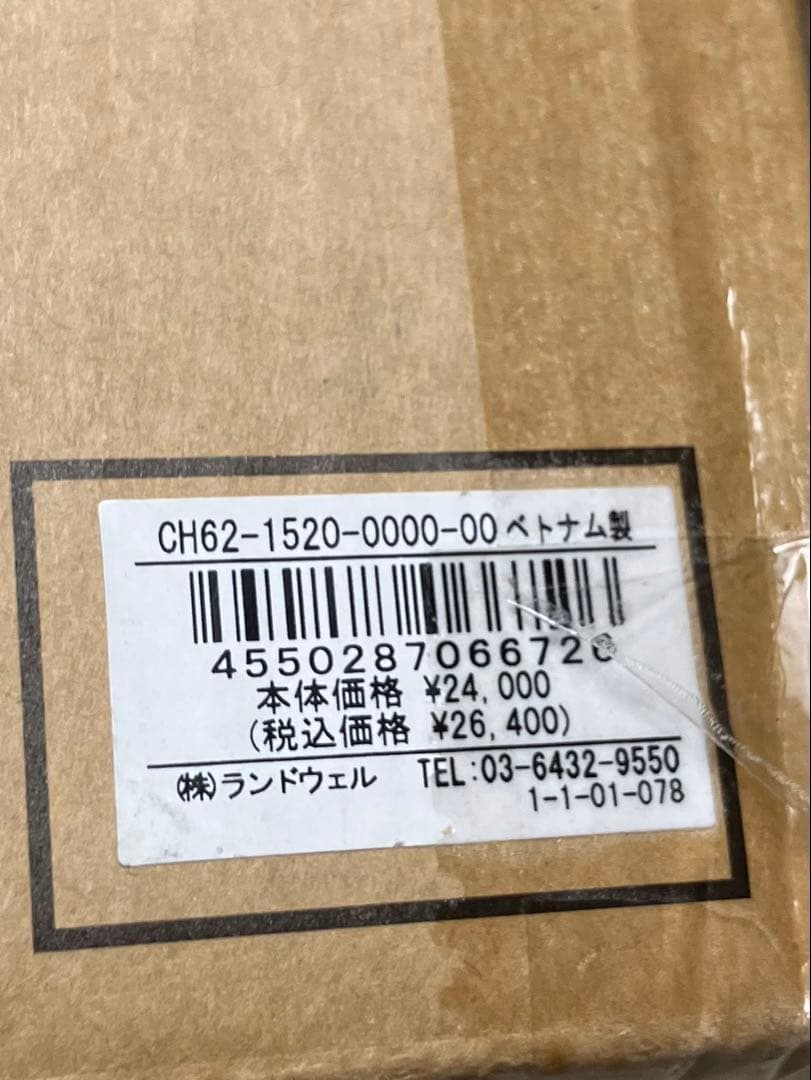 CH62-1520-0000-00 ベトナム製
4550287066726
本体価格 ¥24,000
(税込価格 ¥26,400)
㈱ランドウェル TEL:03-6432-9550
1-1-01-078